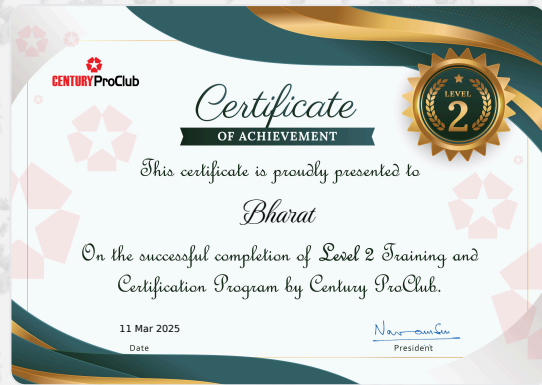 CENTURY ProClub
LEVEL
2
Certificate
OF ACHIEVEMENT
This certificate is proudly presented to
Bharat
On the successful completion of Level 2 Training and
Certification Program by Century ProClub.
11 Mar 2025
Date
President